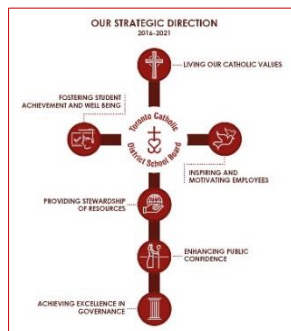 OUR STRATEGIC DIRECTION
2016-2021
LIVING OUR CATHOLIC VALUES
FOSTERING STUDENT
ACHIEVEMENT AND WELL BEING
Toronto Catholic
District School Board
INSPIRING AND
MOTIVATING EMPLOYEES
PROVIDING STEWARDSHIP
OF RESOURCES
ENHANCING PUBLIC
CONFIDENCE
ACHIEVING EXCELLENCE IN
GOVERNANCE